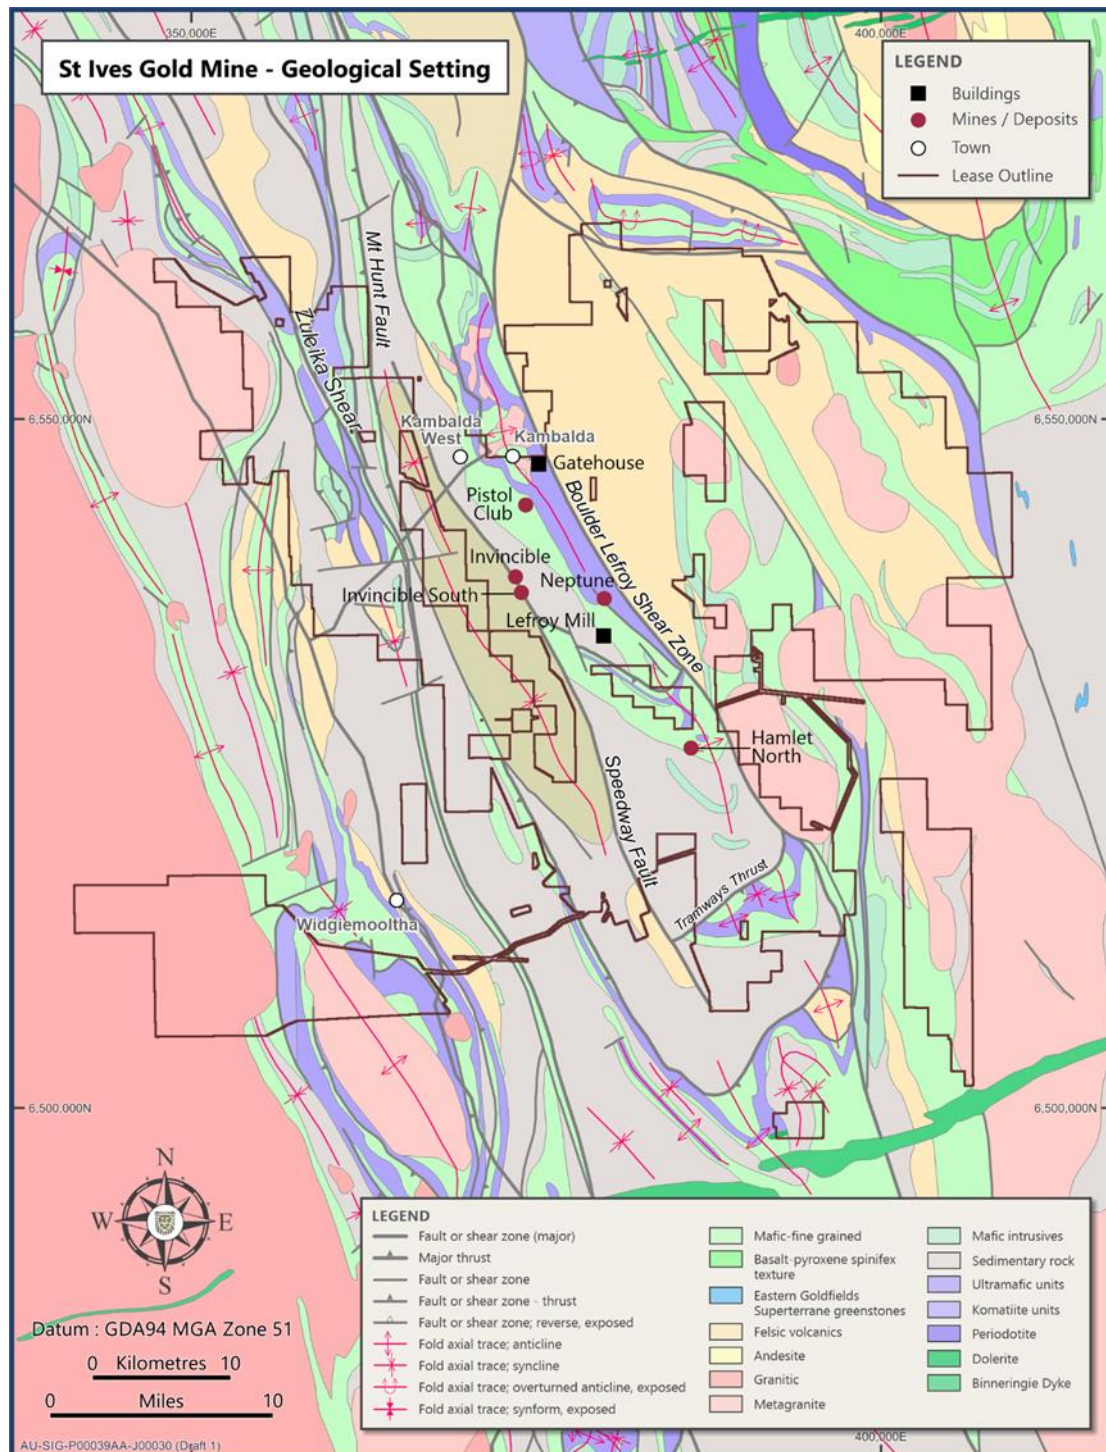 350,000E
400,000E
St Ives Gold Mine - Geological Setting
LEGEND
Buildings
Mines / Deposits
Town
Lease Outline
Mt Hunt Fault
Zuleika Shear
6,550,000N
6,550,000N
Kambalda
West
Kambalda
Gatehouse
Pistol
Club
Boulder Lefroy Shear Zone
Invincible
Neptune
Invincible South
Lefroy Mill
Hamlet
North
Speedway Fault
Tramways Thrust
Widgiemooltha
6,500,000N
6,500,000N
N
W
E
S
Datum : GDA94 MGA Zone 51
0 Kilometres 10
0 Miles 10
LEGEND
Fault or shear zone (major)
Major thrust
Fault or shear zone
Fault or shear zone - thrust
Fault or shear zone; reverse, exposed
Fold axial trace; anticline
Fold axial trace; syncline
Fold axial trace; overturned anticline, exposed
Fold axial trace; synform, exposed
Mafic-fine grained
Basalt-pyroxene spinifex
texture
Eastern Goldfields
Superterrane greenstones
Felsic volcanics
Andesite
Granitic
Metagranite
Mafic intrusives
Sedimentary rock
Ultramafic units
Komatiite units
Periodotite
Dolerite
Binneringie Dyke
AU-SIG-P00039AA-J00030 (Draft 1)
400,000E